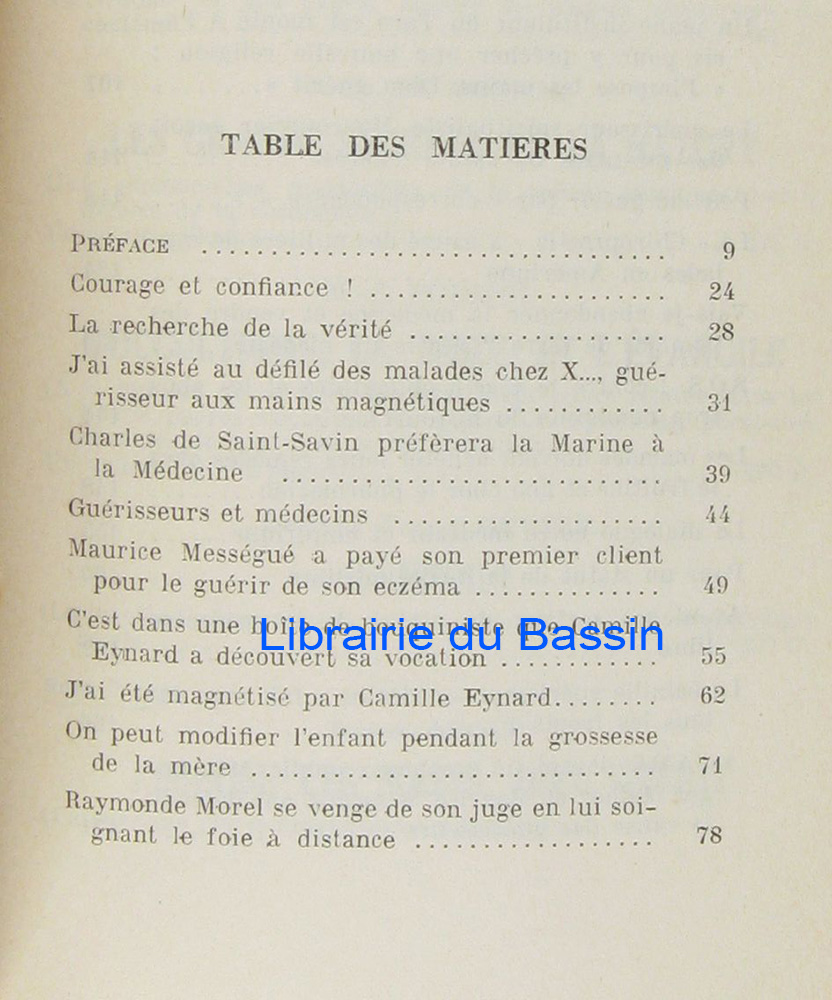 TABLE DES MATIERES
PRÉFACE ..................................... 9
Courage et confiance ! ....................... 24
La recherche de la vérité .................... 28
J'ai assisté au défilé des malades chez X..., gué-
risseur aux mains magnétiques ............ 31
Charles de Saint-Savin préfèrera la Marine à
la Médecine ............................. 39
Guérisseurs et médecins ..................... 44
Maurice Mességué a payé son premier client
pour le guérir de son eczéma .............. 49
C'est dans une boîte de bouquiniste que Camille
Librairie du Bassin
Eynard a découvert sa vocation ............ 55
J'ai été magnétisé par Camille Eynard........ 62
On peut modifier l'enfant pendant la grossesse
de la mère ............................... 71
Raymonde Morel se venge de son juge en lui soi-
gnant le foie à distance ................... 78